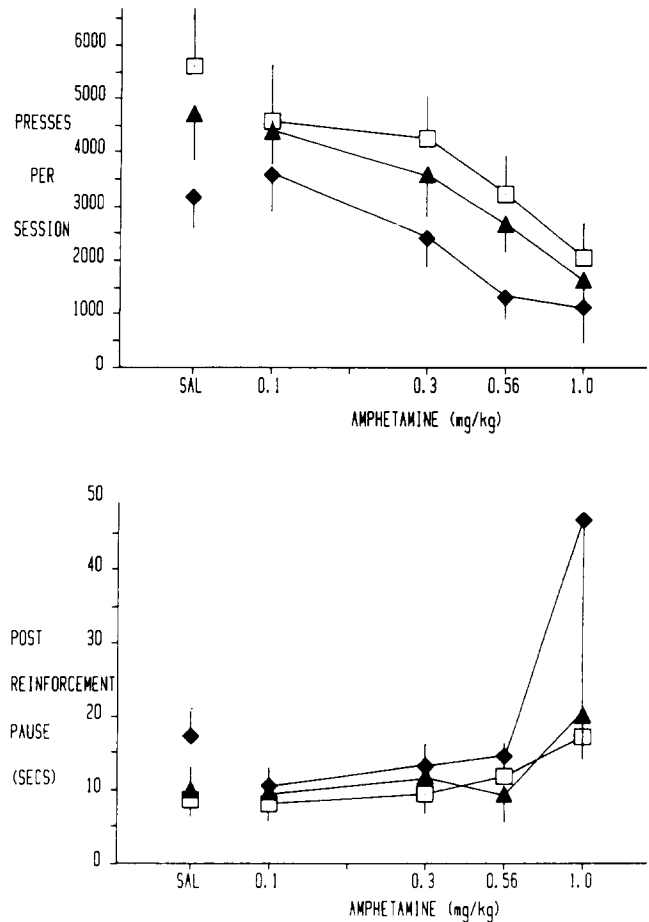 6000
5000
PRESSES
4000
PER
3000
SESSION
2000
1000
0
SAL 0.1 0.3 0.56 1.0
AMPHETAMINE (mg/kg)
50
40
POST
30
REINFORCEMENT
20
PAUSE
(SECS)
10
0
SAL 0.1 0.3 0.56 1.0
AMPHETAMINE (mg/kg)